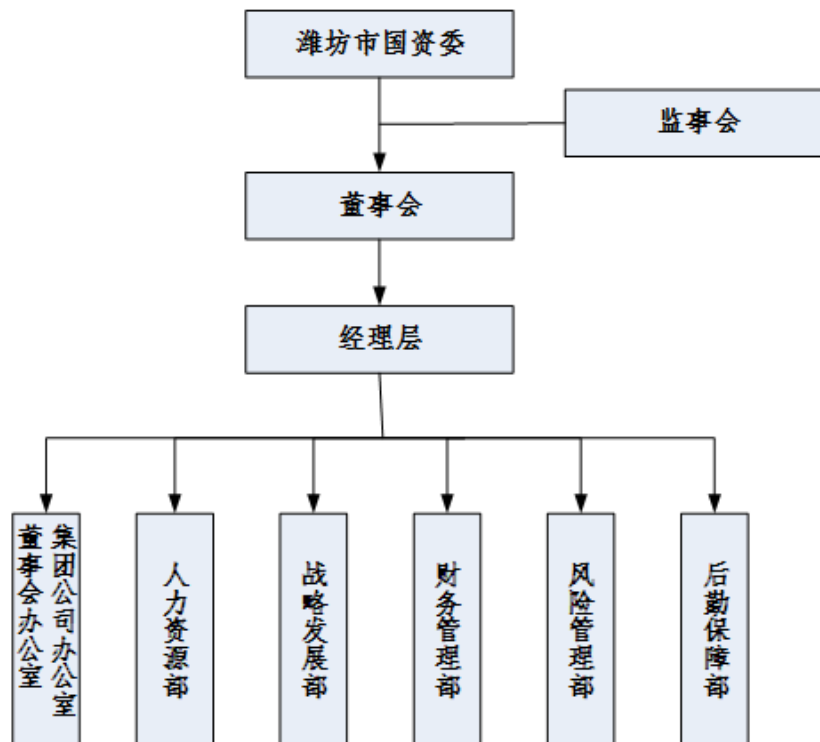 潍坊市国资委
监事会
董事会
经理层
董事会办公室
集团公司办公室
人力资源部
战略发展部
财务管理部
风险管理部
后勤保障部